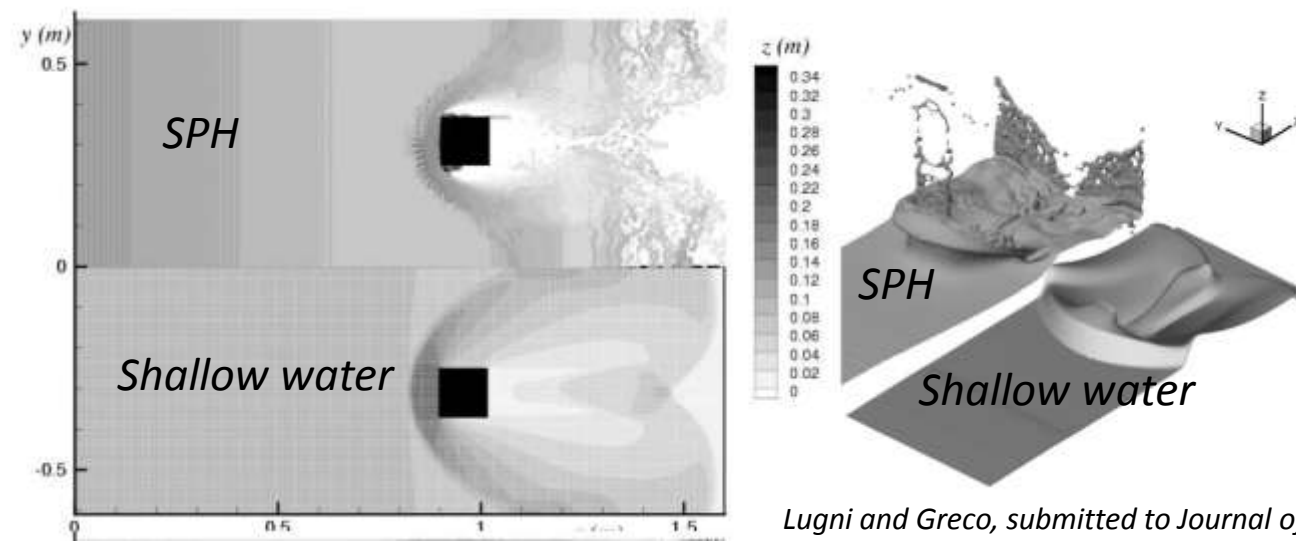 y (m)
0.5
0
-0.5
0
0.5
1
1.5
SPH
Shallow water
z (m)
0.34
0.32
0.3
0.28
0.26
0.24
0.22
0.2
0.18
0.16
0.14
0.12
0.1
0.08
0.06
0.04
0.02
0
z
Y
SPH
Shallow water
Lugni and Greco, submitted to Journal of